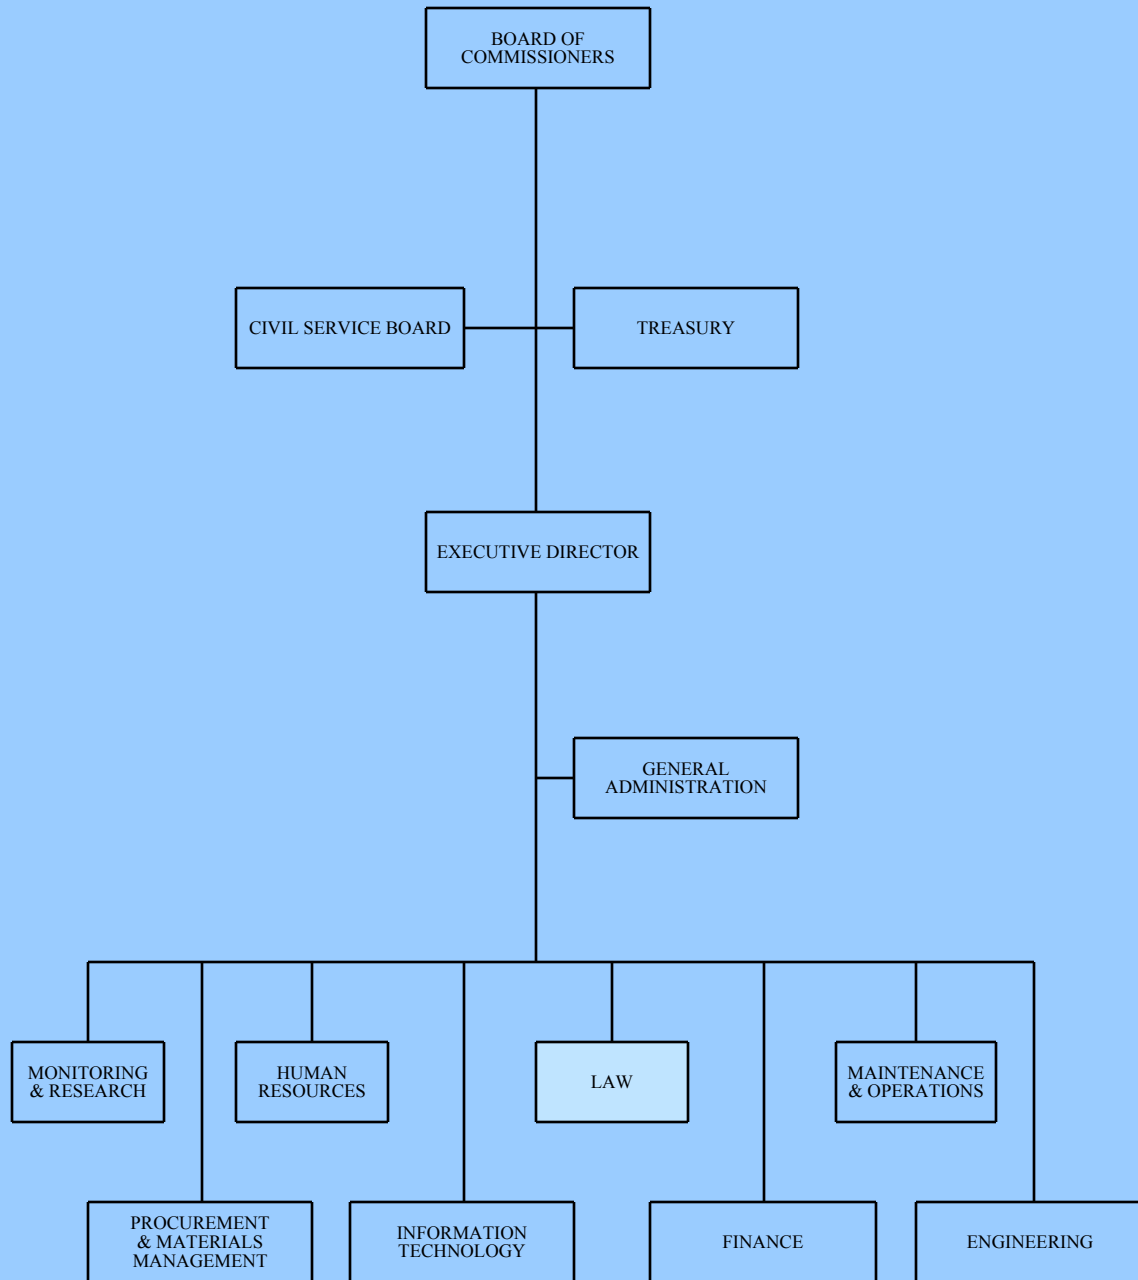 BOARD OF
COMMISSIONERS
CIVIL SERVICE BOARD
TREASURY
EXECUTIVE DIRECTOR
GENERAL
ADMINISTRATION
MONITORING
& RESEARCH
HUMAN
RESOURCES
LAW
MAINTENANCE
& OPERATIONS
PROCUREMENT
& MATERIALS
MANAGEMENT
INFORMATION
TECHNOLOGY
FINANCE
ENGINEERING